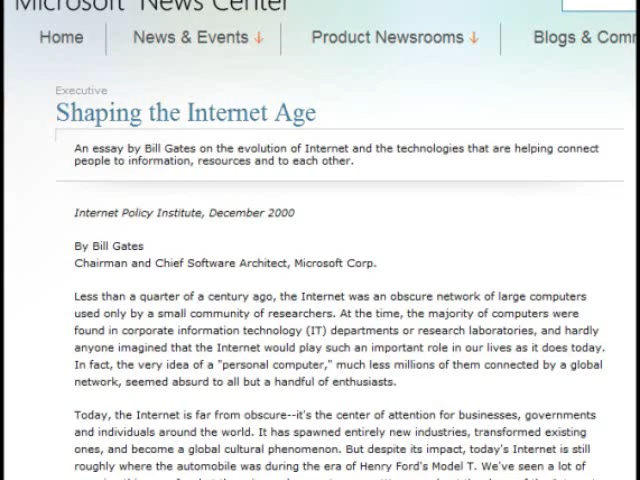 Microsoft News Center
Home
News & Events
Product Newsrooms
Blogs & Com
Executive
Shaping the Internet Age
An essay by Bill Gates on the evolution of Internet and the technologies that are helping connect
people to information, resources and to each other.
Internet Policy Institute, December 2000
By Bill Gates
Chairman and Chief Software Architect, Microsoft Corp.
Less than a quarter of a century ago, the Internet was an obscure network of large computers
used only by a small community of researchers. At the time, the majority of computers were
found in corporate information technology (IT) departments or research laboratories, and hardly
anyone imagined that the Internet would play such an important role in our lives as it does today.
In fact, the very idea of a "personal computer," much less millions of them connected by a global
network, seemed absurd to all but a handful of enthusiasts.
Today, the Internet is far from obscure--it's the center of attention for businesses, governments
and individuals around the world. It has spawned entirely new industries, transformed existing
ones, and become a global cultural phenomenon. But despite its impact, today's Internet is still
roughly where the automobile was during the era of Henry Ford's Model T. We've seen a lot of